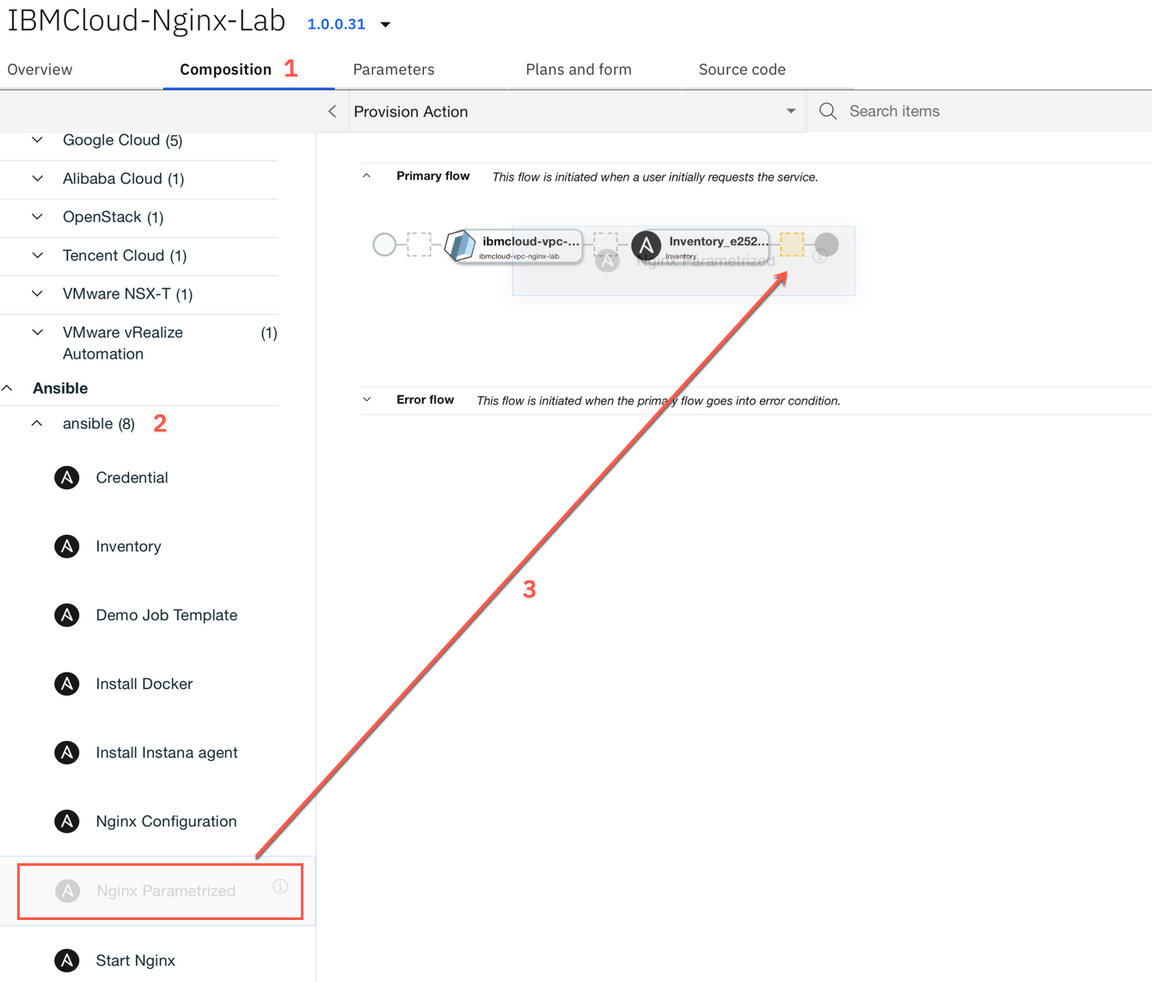 IBMCloud-Nginx-Lab 1.0.0.31
Overview Composition 1 Parameters Plans and form Source code
Provision Action Search items
Google Cloud (5)
Alibaba Cloud (1)
OpenStack (1)
Tencent Cloud (1)
VMware NSX-T (1)
VMware vRealize (1)
Automation
Ansible
ansible (8) 2
Credential
Inventory
Demo Job Template
Install Docker
Install Instana agent
Nginx Configuration
Nginx Parametrized
Start Nginx
Primary flow This flow is initiated when a user initially requests the service.
ibmcloud-vpc-...
ibmcloud-vpc-nginx-lab
Inventory_e252...
Inventory
Nginx Parametrized
Error flow This flow is initiated when the primary flow goes into error condition.
3